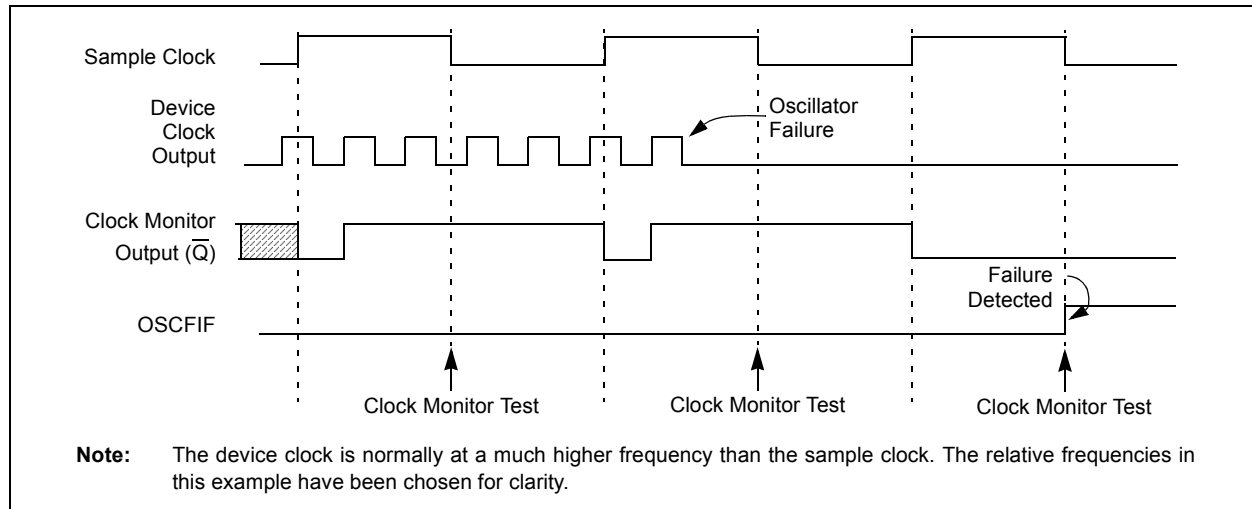 Sample Clock
Device
Clock
Output
Oscillator
Failure
Clock Monitor
Output (Q̅)
Failure
Detected
OSCFIF
Clock Monitor Test
Clock Monitor Test
Clock Monitor Test
Note: The device clock is normally at a much higher frequency than the sample clock. The relative frequencies in
this example have been chosen for clarity.